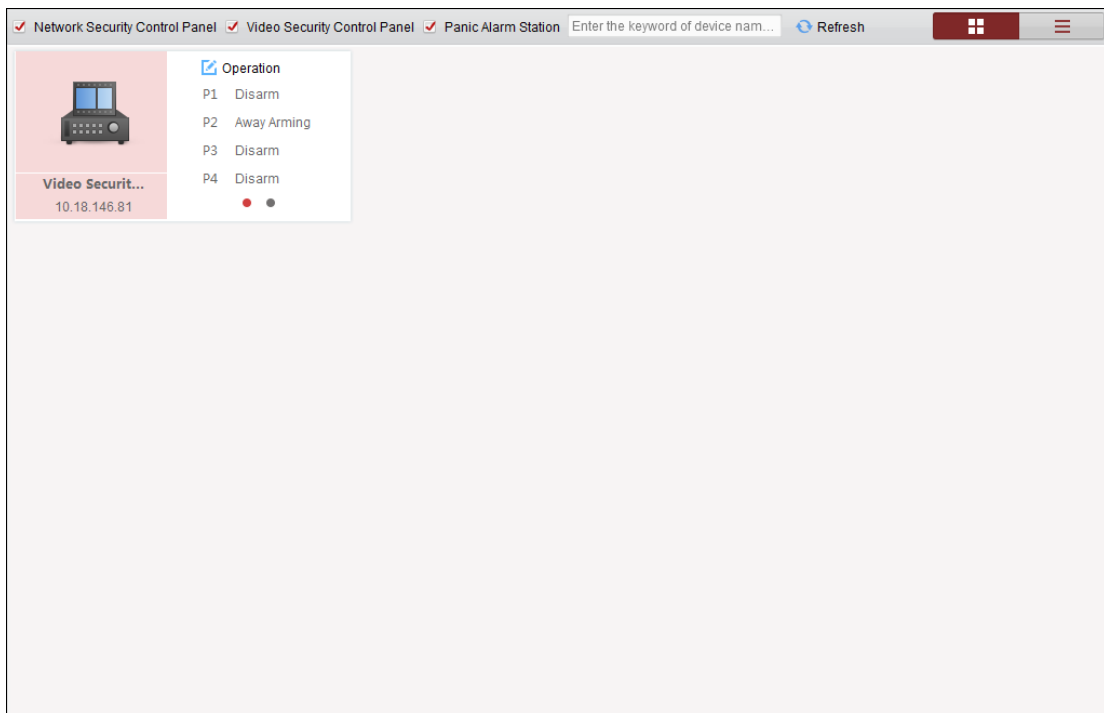 Network Security Control Panel Video Security Control Panel Panic Alarm Station Enter the keyword of device nam... Refresh
Operation
P1 Disarm
P2 Away Arming
P3 Disarm
P4 Disarm
Video Securit...
10.18.146.81